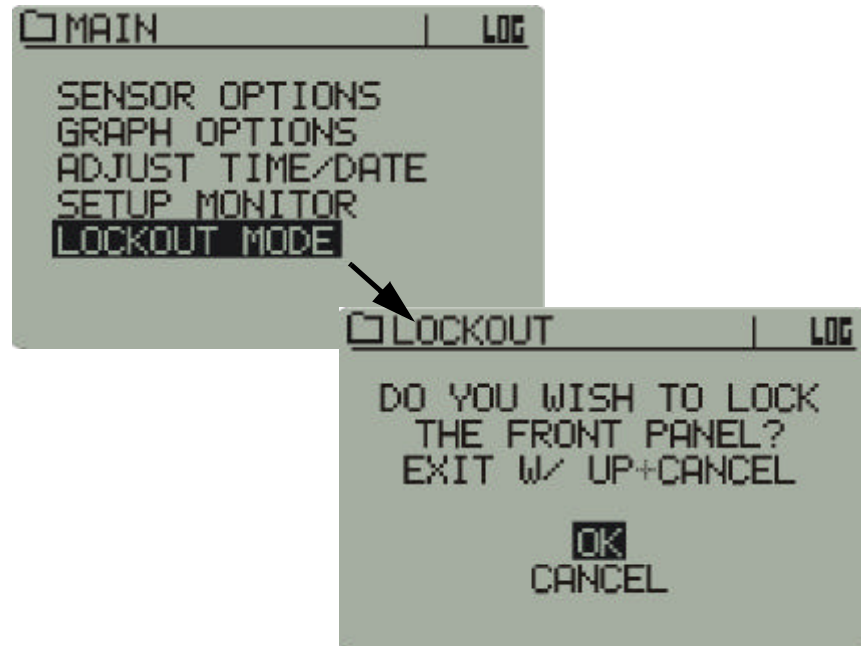 MAIN LOG
SENSOR OPTIONS
GRAPH OPTIONS
ADJUST TIME/DATE
SETUP MONITOR
LOCKOUT MODE
LOCKOUT LOG
DO YOU WISH TO LOCK
THE FRONT PANEL?
EXIT W/ UP+CANCEL
OK
CANCEL